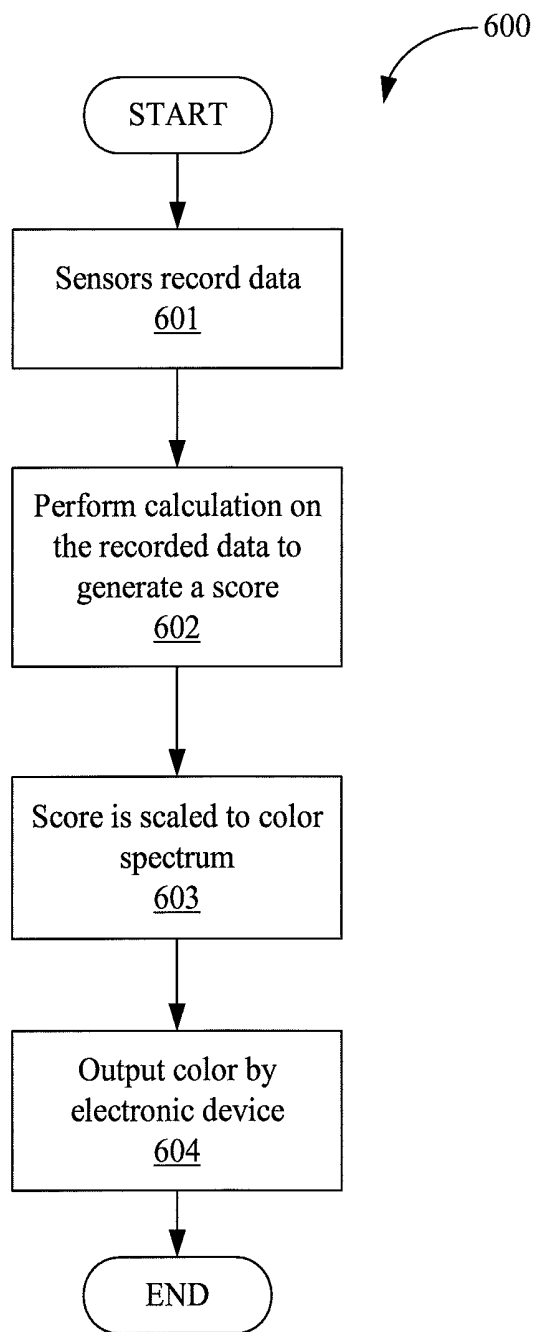 600
START
Sensors record data
601
Perform calculation on
the recorded data to
generate a score
602
Score is scaled to color
spectrum
603
Output color by
electronic device
604
END